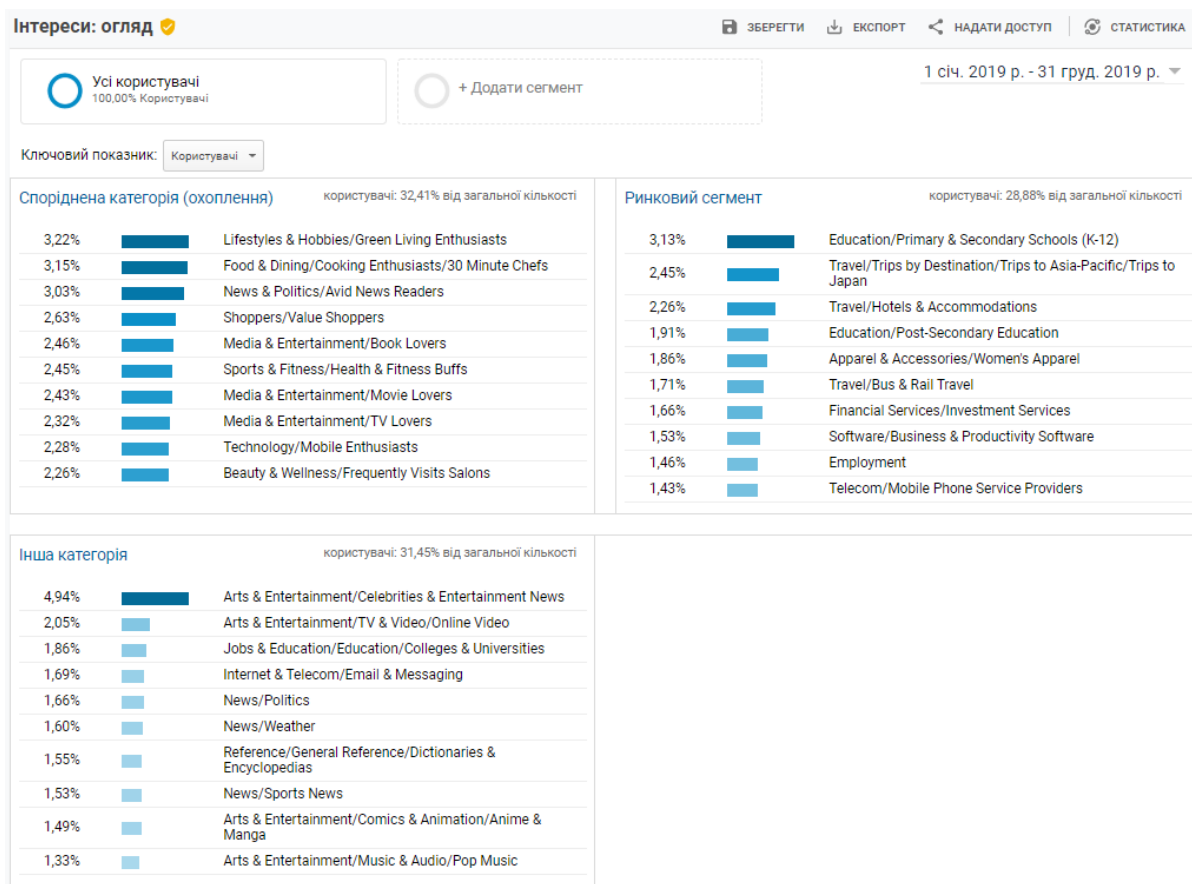 Інтереси: огляд
ЗБЕРЕГТИ
ЕКСПОРТ
НАДАТИ ДОСТУП
СТАТИСТИКА
Усі користувачі
100,00% Користувачі
+ Додати сегмент
1 січ. 2019 р. - 31 груд. 2019 р.
Ключовий показник:
Користувачі
Споріднена категорія (охоплення)
користувачі: 32,41% від загальної кількості
3,22% Lifestyles & Hobbies/Green Living Enthusiasts
3,15% Food & Dining/Cooking Enthusiasts/30 Minute Chefs
3,03% News & Politics/Avid News Readers
2,63% Shoppers/Value Shoppers
2,46% Media & Entertainment/Book Lovers
2,45% Sports & Fitness/Health & Fitness Buffs
2,43% Media & Entertainment/Movie Lovers
2,32% Media & Entertainment/TV Lovers
2,28% Technology/Mobile Enthusiasts
2,26% Beauty & Wellness/Frequently Visits Salons
Ринковий сегмент
користувачі: 28,88% від загальної кількості
3,13% Education/Primary & Secondary Schools (K-12)
2,45% Travel/Trips by Destination/Trips to Asia-Pacific/Trips to
Japan
2,26% Travel/Hotels & Accommodations
1,91% Education/Post-Secondary Education
1,86% Apparel & Accessories/Women's Apparel
1,71% Travel/Bus & Rail Travel
1,66% Financial Services/Investment Services
1,53% Software/Business & Productivity Software
1,46% Employment
1,43% Telecom/Mobile Phone Service Providers
Інша категорія
користувачі: 31,45% від загальної кількості
4,94% Arts & Entertainment/Celebrities & Entertainment News
2,05% Arts & Entertainment/TV & Video/Online Video
1,86% Jobs & Education/Education/Colleges & Universities
1,69% Internet & Telecom/Email & Messaging
1,66% News/Politics
1,60% News/Weather
1,55% Reference/General Reference/Dictionaries &
Encyclopedias
1,53% News/Sports News
1,49% Arts & Entertainment/Comics & Animation/Anime &
Manga
1,33% Arts & Entertainment/Music & Audio/Pop Music